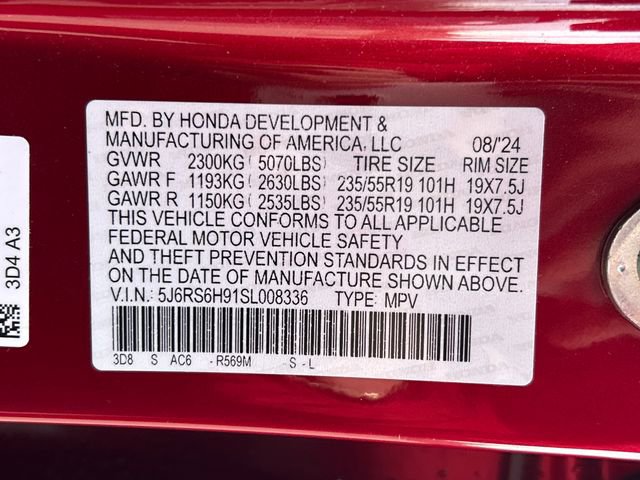 MFD. BY HONDA DEVELOPMENT &
MANUFACTURING OF AMERICA, LLC 08/'24
GVWR 2300KG ( 5070LBS) TIRE SIZE RIM SIZE
GAWR F 1193KG ( 2630LBS) 235/55R19 101H 19X7.5J
GAWR R 1150KG ( 2535LBS) 235/55R19 101H 19X7.5J
THIS VEHICLE CONFORMS TO ALL APPLICABLE
FEDERAL MOTOR VEHICLE SAFETY
AND THEFT PREVENTION STANDARDS IN EFFECT
ON THE DATE OF MANUFACTURE SHOWN ABOVE.
V.I.N.: 5J6RS6H91SL008336 TYPE: MPV
3D8 S AC6 - R569M S - L
3D4 A3